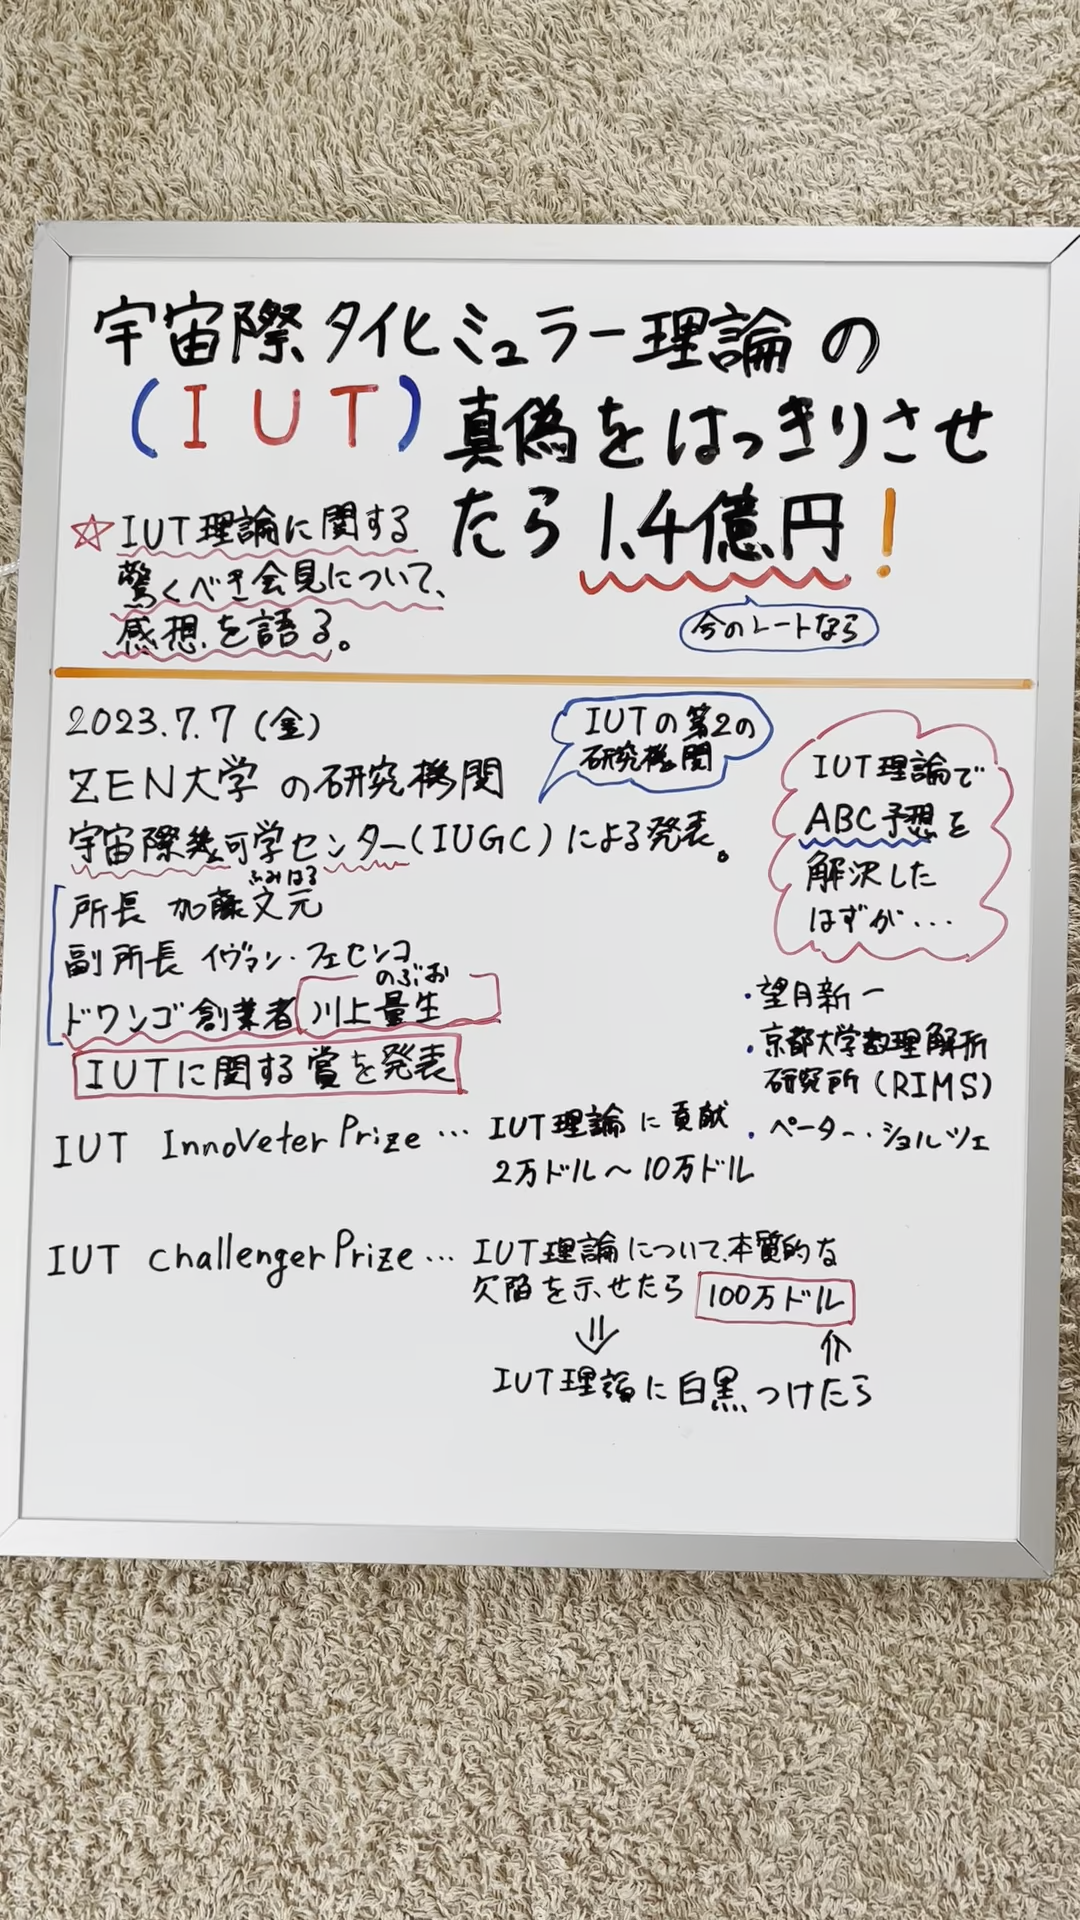 宇宙際タイヒミュラー理論の
(IUT)
真偽をはっきりさせ
たら1.4億円!
今のレートなら
☆IUT理論に関する
驚くべき会見について、
感想を語る。
2023.7.7(金)
ZEN大学の研究機関
IUTの第2の
研究機関
宇宙際幾何学センター(IUGC)による発表。
ふみはる
所長 加藤文元
副所長 イヴァン・フェセンコ
のぶお
ドワンゴ創業者 川上量生
IUTに関する賞を発表
IUT理論で
ABC予想を
解決した
はずが...
・望月新一
・京都大学数理解析
研究所(RIMS)
・ペーター・ショルツェ
IUT InnoVeterPrize… IUT理論に貢献
2万ドル〜10万ドル
IUT challengerPrize… IUT理論について、本質的な
欠陥を示せたら 100万ドル
⇓
⇑
IUT理論に白黒つけたら